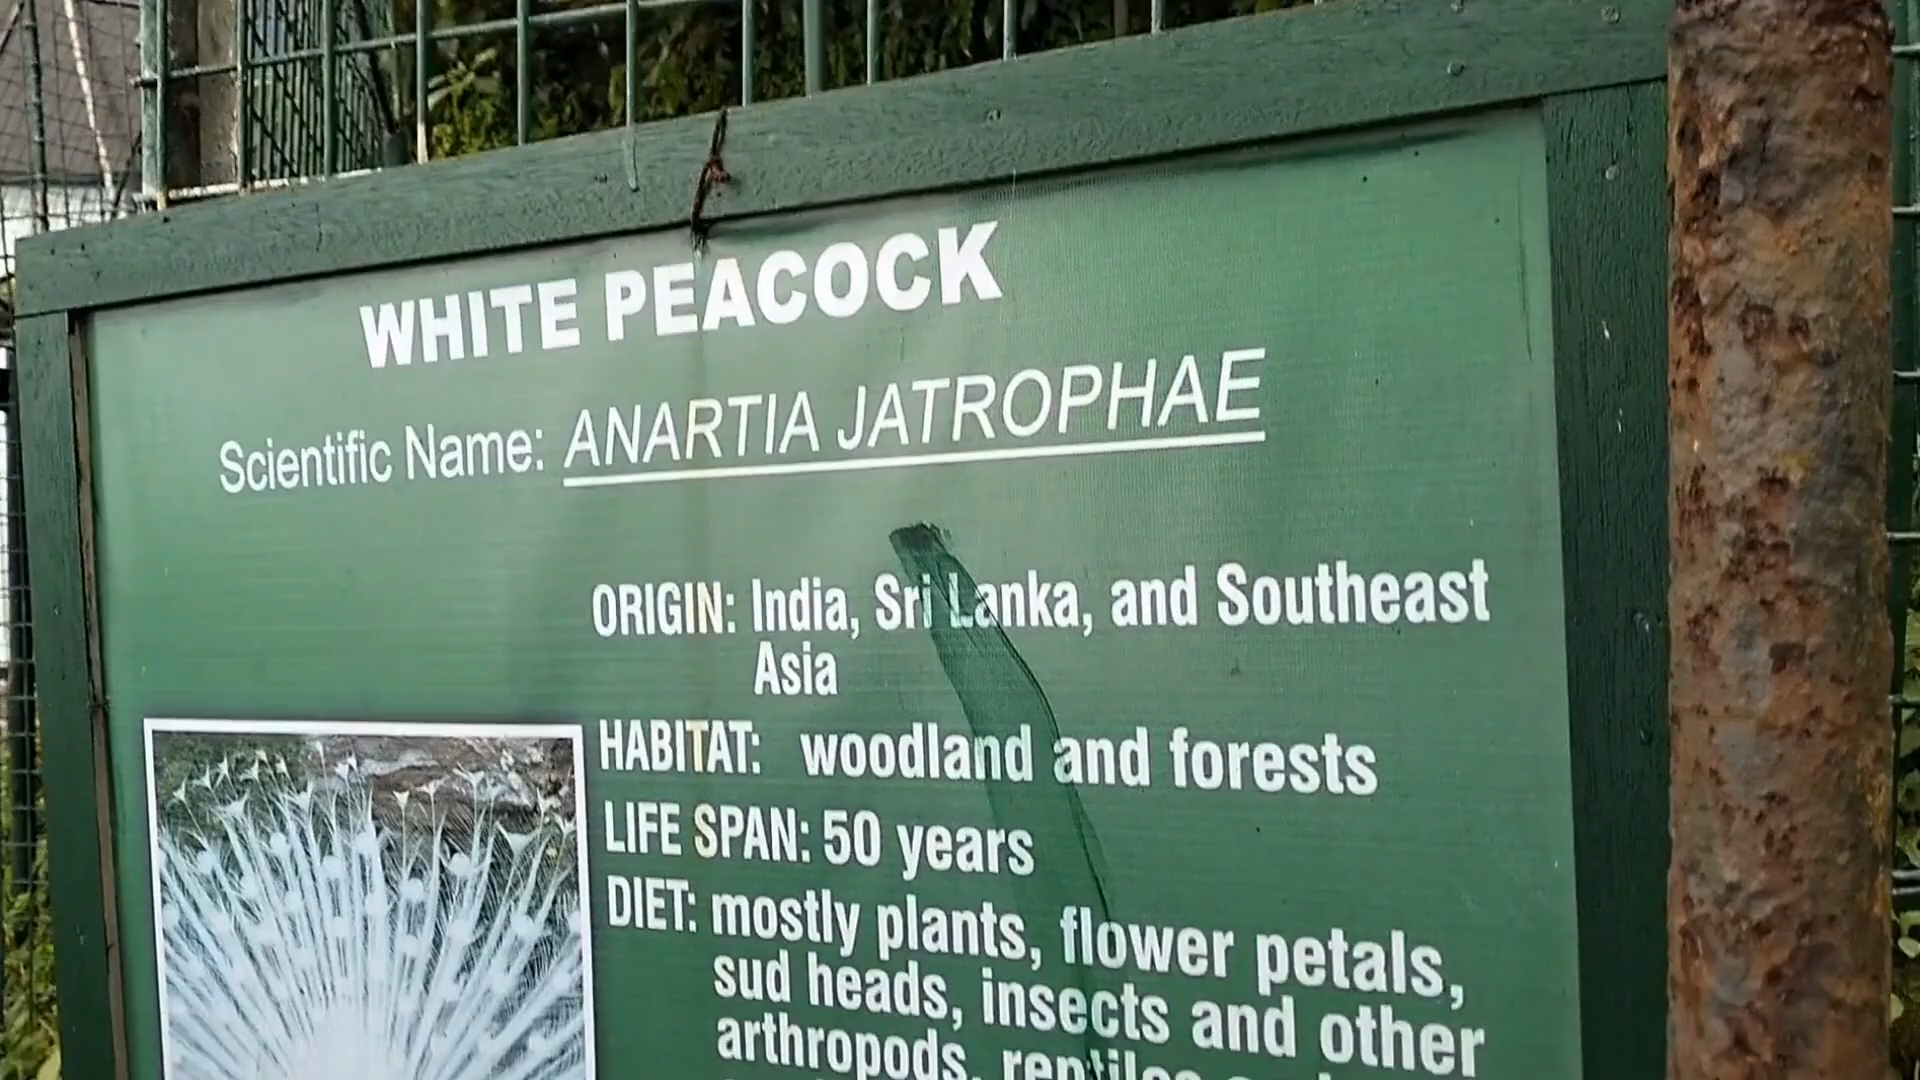 WHITE PEACOCK
Scientific Name: ANARTIA JATROPHAE
ORIGIN: India, Sri Lanka, and Southeast
Asia
HABITAT: woodland and forests
LIFE SPAN: 50 years
DIET: mostly plants, flower petals,
sud heads, insects and other
arthropods, reptiles